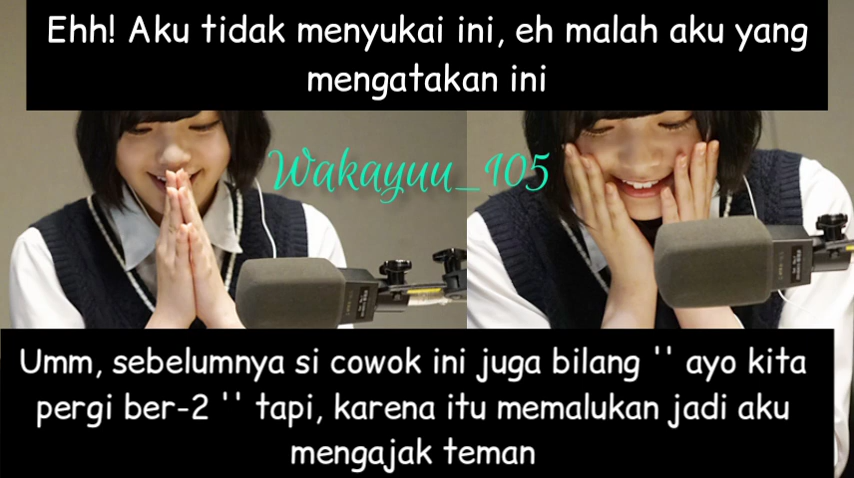 Ehh! Aku tidak menyukai ini, eh malah aku yang
mengatakan ini
Wakayuu_105
Umm, sebelumnya si cowok ini juga bilang '' ayo kita
pergi ber-2 '' tapi, karena itu memalukan jadi aku
mengajak teman